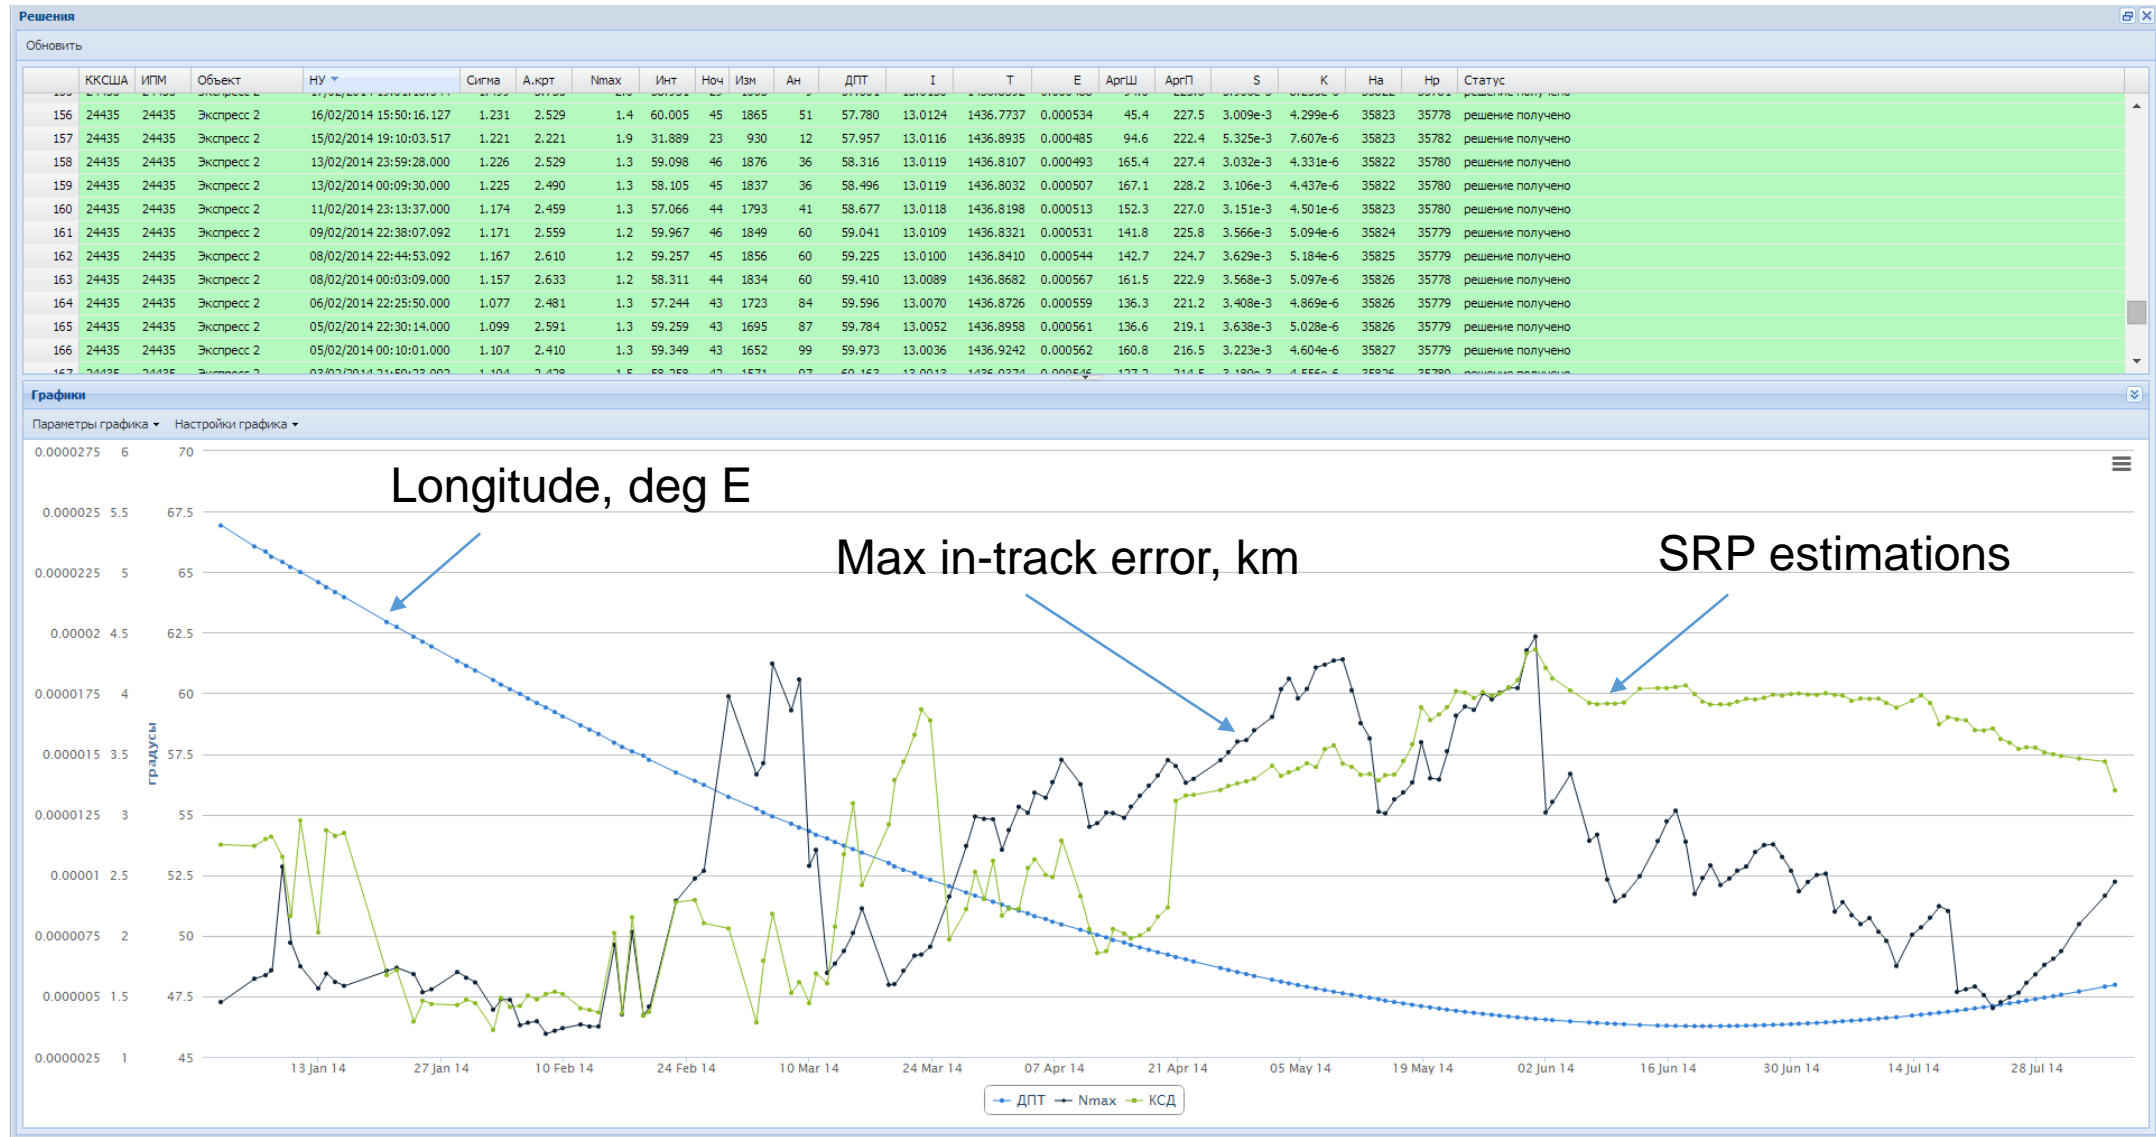 Решения
Обновить
ККСША ИПМ Объект НУ Сигма А.крт Nmax Инт Ноч Изм Ан ДПТ I T E АргШ АргП S K Ha Hp Статус
156 24435 24435 Экспресс 2 16/02/2014 15:50:16.127 1.231 2.529 1.4 60.005 45 1865 51 57.780 13.0124 1436.7737 0.000534 45.4 227.5 3.009e-3 4.299e-6 35823 35778 решение получено
157 24435 24435 Экспресс 2 15/02/2014 19:10:03.517 1.221 2.221 1.9 31.889 23 930 12 57.957 13.0116 1436.8935 0.000485 94.6 222.4 5.325e-3 7.607e-6 35823 35782 решение получено
158 24435 24435 Экспресс 2 13/02/2014 23:59:28.000 1.226 2.529 1.3 59.098 46 1876 36 58.316 13.0119 1436.8107 0.000493 165.4 227.4 3.032e-3 4.331e-6 35822 35780 решение получено
159 24435 24435 Экспресс 2 13/02/2014 00:09:30.000 1.225 2.490 1.3 58.105 45 1837 36 58.496 13.0119 1436.8032 0.000507 167.1 228.2 3.106e-3 4.437e-6 35822 35780 решение получено
160 24435 24435 Экспресс 2 11/02/2014 23:13:37.000 1.174 2.459 1.3 57.066 44 1793 41 58.677 13.0118 1436.8198 0.000513 152.3 227.0 3.151e-3 4.501e-6 35823 35780 решение получено
161 24435 24435 Экспресс 2 09/02/2014 22:38:07.092 1.171 2.559 1.2 59.967 46 1849 60 59.041 13.0109 1436.8321 0.000531 141.8 225.8 3.566e-3 5.094e-6 35824 35779 решение получено
162 24435 24435 Экспресс 2 08/02/2014 22:44:53.092 1.167 2.610 1.2 59.257 45 1856 60 59.225 13.0100 1436.8410 0.000544 142.7 224.7 3.629e-3 5.184e-6 35825 35779 решение получено
163 24435 24435 Экспресс 2 08/02/2014 00:03:09.000 1.157 2.633 1.2 58.311 44 1834 60 59.410 13.0089 1436.8682 0.000567 161.5 222.9 3.568e-3 5.097e-6 35826 35778 решение получено
164 24435 24435 Экспресс 2 06/02/2014 22:25:50.000 1.077 2.481 1.3 57.244 43 1723 84 59.596 13.0070 1436.8726 0.000559 136.3 221.2 3.408e-3 4.869e-6 35826 35779 решение получено
165 24435 24435 Экспресс 2 05/02/2014 22:30:14.000 1.099 2.591 1.3 59.259 43 1695 87 59.784 13.0052 1436.8958 0.000561 136.6 219.1 3.638e-3 5.028e-6 35826 35779 решение получено
166 24435 24435 Экспресс 2 05/02/2014 00:10:01.000 1.107 2.410 1.3 59.349 43 1652 99 59.973 13.0036 1436.9242 0.000562 160.8 216.5 3.223e-3 4.604e-6 35827 35779 решение получено
Графики
Параметры графика Настройки графика
0.0000275 6 70
Longitude, deg E
0.000025 5.5 67.5
Max in-track error, km
SRP estimations
0.0000225 5 65
0.00002 4.5 62.5
0.0000175 4 60
градусы
0.000015 3.5 57.5
0.0000125 3 55
0.00001 2.5 52.5
0.0000075 2 50
0.000005 1.5 47.5
0.0000025 1 45
13 Jan 14 27 Jan 14 10 Feb 14 24 Feb 14 10 Mar 14 24 Mar 14 07 Apr 14 21 Apr 14 05 May 14 19 May 14 02 Jun 14 16 Jun 14 30 Jun 14 14 Jul 14 28 Jul 14
ДПТ Nmax КСД